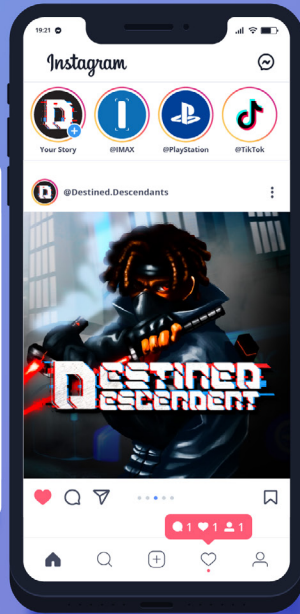 19:21
Instagram
Your Story
@IMAX
@PlayStation
@TikTok
@Destined.Descendants
DESTINED
DESCENDENT
1 1 1